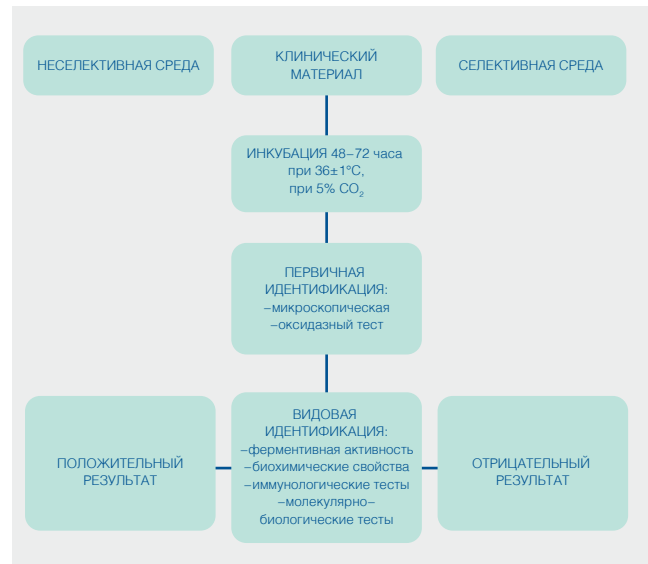 НЕСЕЛЕКТИВНАЯ СРЕДА
КЛИНИЧЕСКИЙ
МАТЕРИАЛ
СЕЛЕКТИВНАЯ СРЕДА
ИНКУБАЦИЯ 48–72 часа
при 36±1°C,
при 5% CO₂
ПЕРВИЧНАЯ
ИДЕНТИФИКАЦИЯ:
–микроскопическая
–оксидазный тест
ПОЛОЖИТЕЛЬНЫЙ
РЕЗУЛЬТАТ
ВИДОВАЯ
ИДЕНТИФИКАЦИЯ:
–ферментивная активность
–биохимические свойства
–иммунологические тесты
–молекулярно–
биологические тесты
ОТРИЦАТЕЛЬНЫЙ
РЕЗУЛЬТАТ